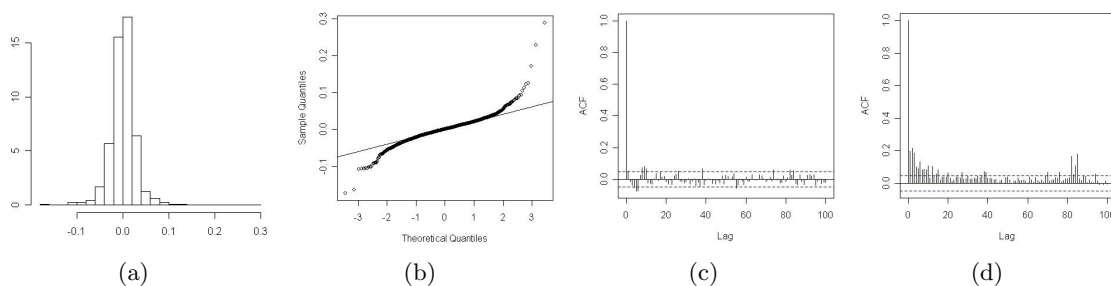 15
10
5
0
-0.1 0.0 0.1 0.2 0.3
(a)
Sample Quantiles
0.3
0.2
0.1
0.0
-0.1
-3 -2 -1 0 1 2 3
Theoretical Quantiles
(b)
ACF
1.0
0.8
0.6
0.4
0.2
0.0
0 20 40 60 80 100
Lag
(c)
ACF
1.0
0.8
0.6
0.4
0.2
0.0
0 20 40 60 80 100
Lag
(d)